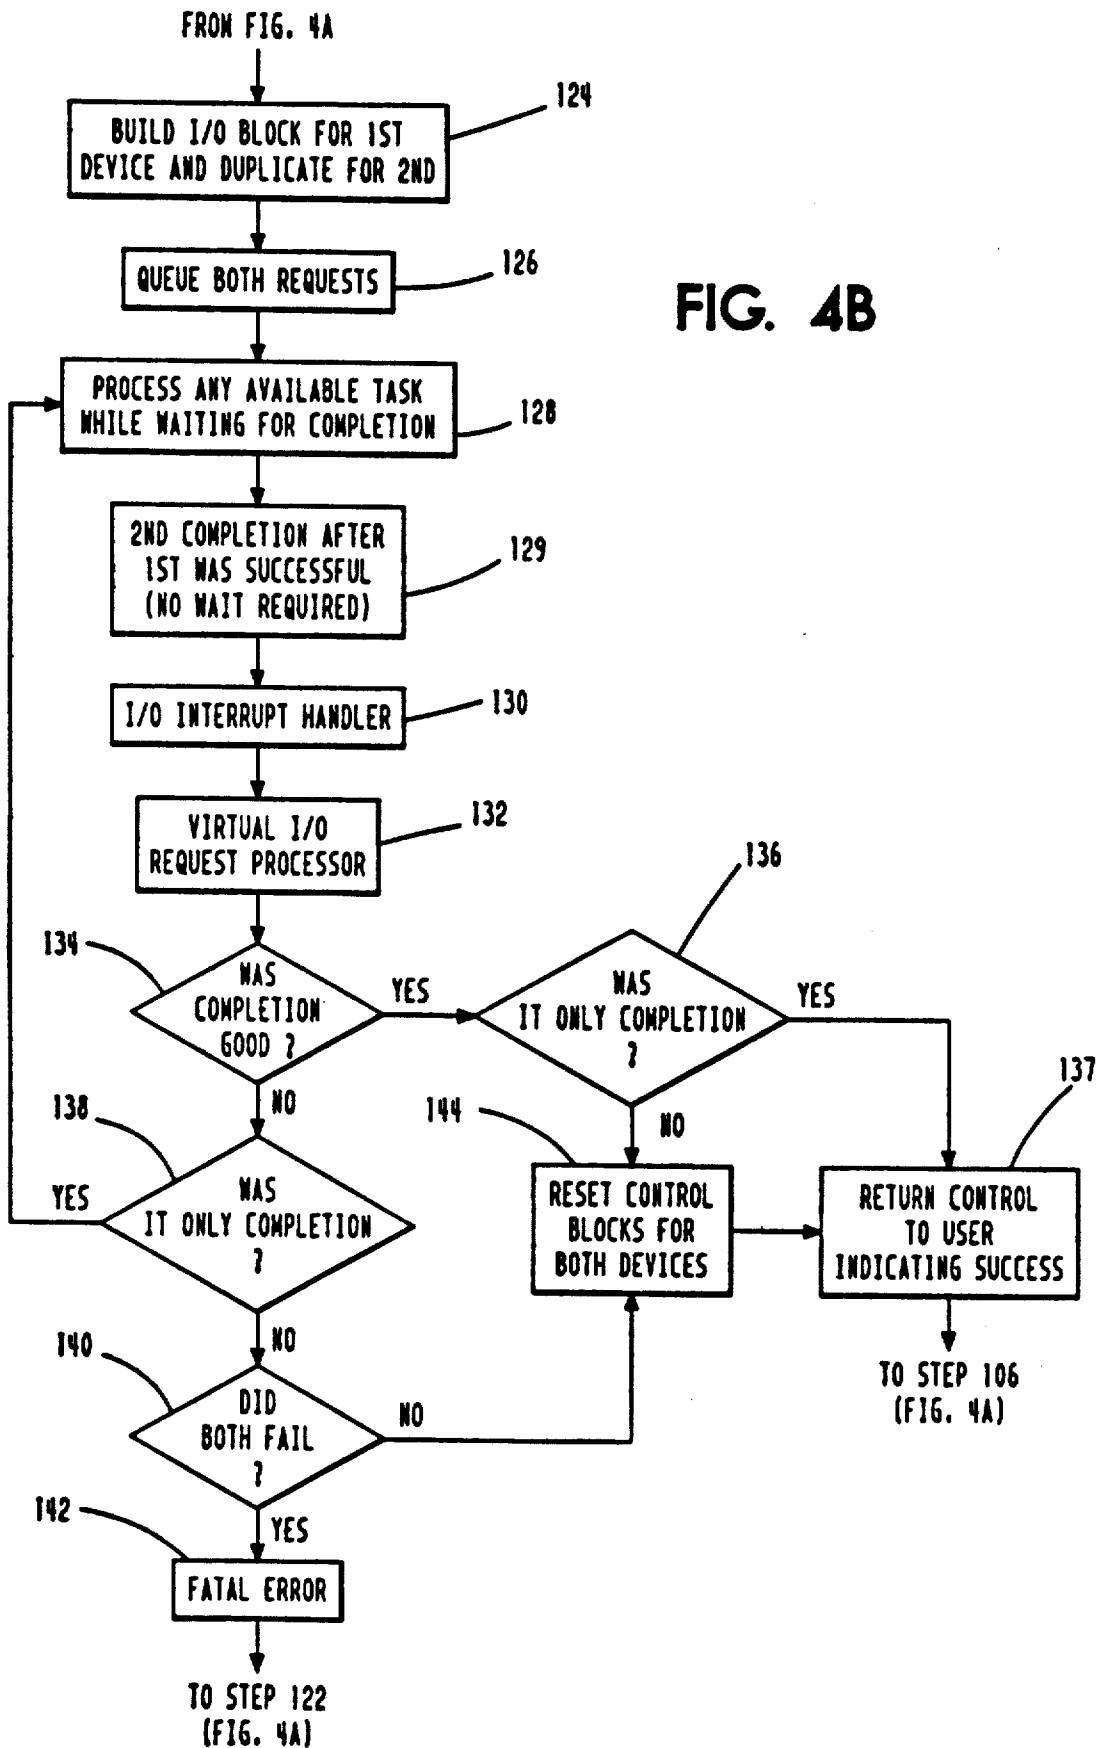 FROM FIG. 4A
124
BUILD I/O BLOCK FOR 1ST
DEVICE AND DUPLICATE FOR 2ND
126
QUEUE BOTH REQUESTS
FIG. 4B
PROCESS ANY AVAILABLE TASK
WHILE WAITING FOR COMPLETION
128
2ND COMPLETION AFTER
1ST WAS SUCCESSFUL
(NO WAIT REQUIRED)
129
I/O INTERRUPT HANDLER
130
VIRTUAL I/O
REQUEST PROCESSOR
132
136
134
WAS
COMPLETION
GOOD ?
YES
WAS
IT ONLY COMPLETION
?
YES
NO
NO
137
138
144
YES
WAS
IT ONLY COMPLETION
?
RESET CONTROL
BLOCKS FOR
BOTH DEVICES
RETURN CONTROL
TO USER
INDICATING SUCCESS
NO
140
DID
BOTH FAIL
?
NO
TO STEP 106
(FIG. 4A)
142
YES
FATAL ERROR
TO STEP 122
(FIG. 4A)